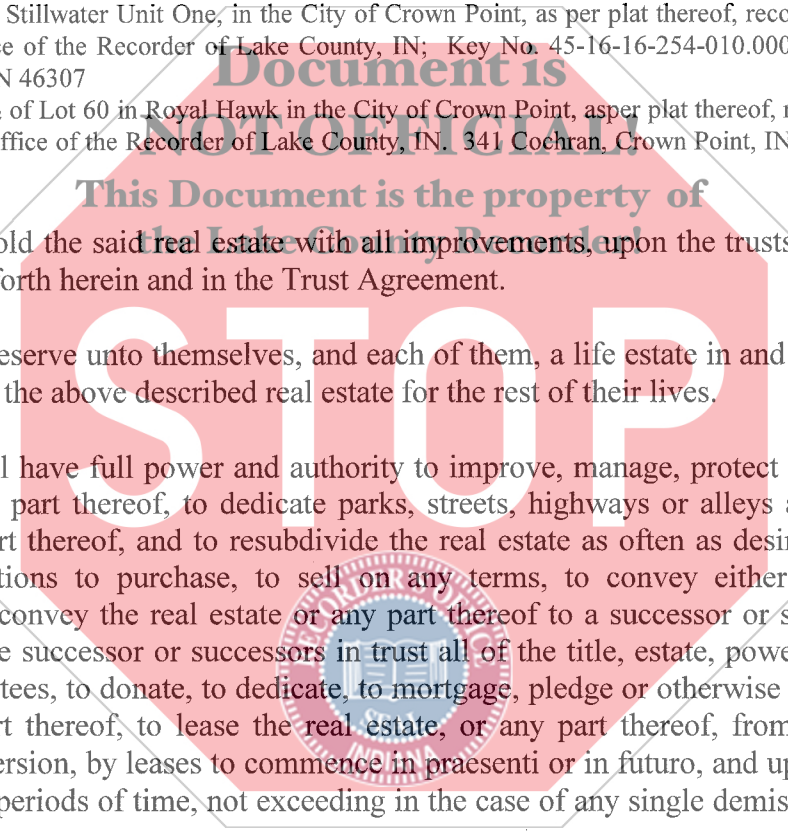 Stillwater Unit One, in the City of Crown Point, as per plat thereof, reco
ce of the Recorder of Lake County, IN; Key No. 45-16-16-254-010.000
N 46307
Document is
of Lot 60 in Royal Hawk in the City of Crown Point, asper plat thereof, r
NOT OFFICIAL!
ffice of the Recorder of Lake County, IN. 341 Cochran, Crown Point, IN
This Document is the property of
the Lake County Recorder!
old the said real estate with all improvements, upon the trusts
forth herein and in the Trust Agreement.
STOP
eserve unto themselves, and each of them, a life estate in and
the above described real estate for the rest of their lives.
l have full power and authority to improve, manage, protect
part thereof, to dedicate parks, streets, highways or alleys a
rt thereof, and to resubdivide the real estate as often as desir
tions to purchase, to sell on any terms, to convey either
convey the real estate or any part thereof to a successor or s
e successor or successors in trust all of the title, estate, powe
tees, to donate, to dedicate, to mortgage, pledge or otherwise
rt thereof, to lease the real estate, or any part thereof, from
ersion, by leases to commence in praesenti or in futuro, and up
periods of time, not exceeding in the case of any single demis
RECORDER'S OFFICE
SEAL
INDIANA